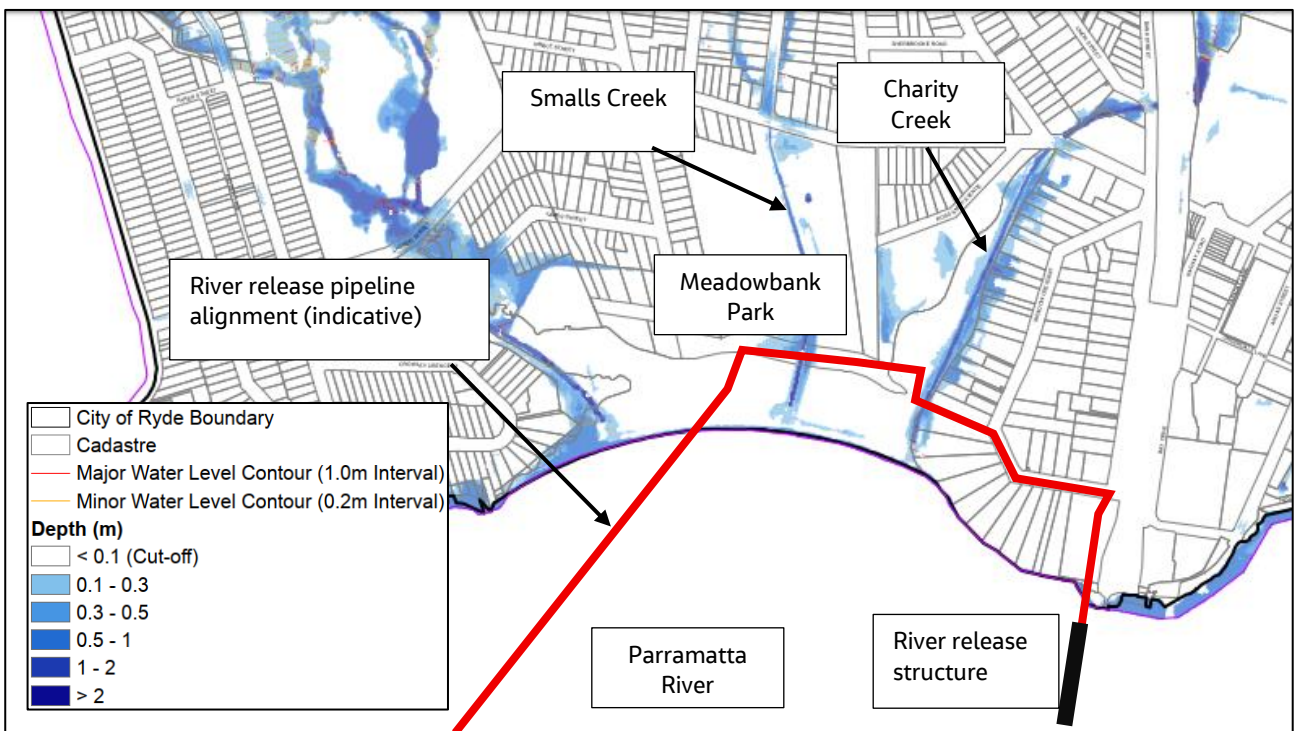 Smalls Creek
Charity
Creek
River release pipeline
alignment (indicative)
Meadowbank
Park
City of Ryde Boundary
Cadastre
Major Water Level Contour (1.0m Interval)
Minor Water Level Contour (0.2m Interval)
Depth (m)
< 0.1 (Cut-off)
0.1 - 0.3
0.3 - 0.5
0.5 - 1
1 - 2
> 2
Parramatta
River
River release
structure